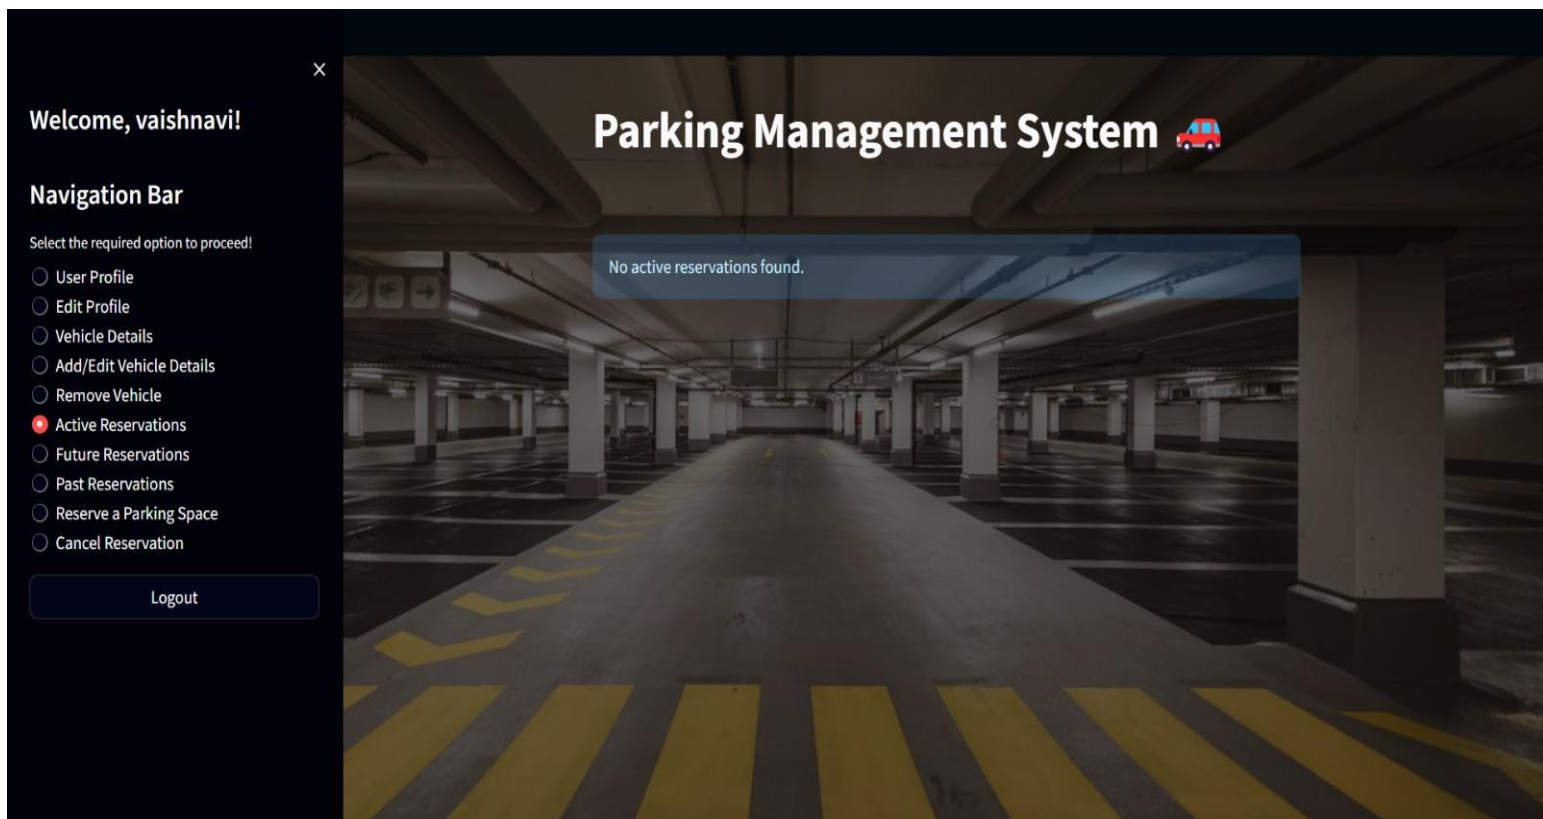 Welcome, vaishnavi!
Navigation Bar
Select the required option to proceed!
User Profile
Edit Profile
Vehicle Details
Add/Edit Vehicle Details
Remove Vehicle
Active Reservations
Future Reservations
Past Reservations
Reserve a Parking Space
Cancel Reservation
Logout
Parking Management System 🚗
No active reservations found.